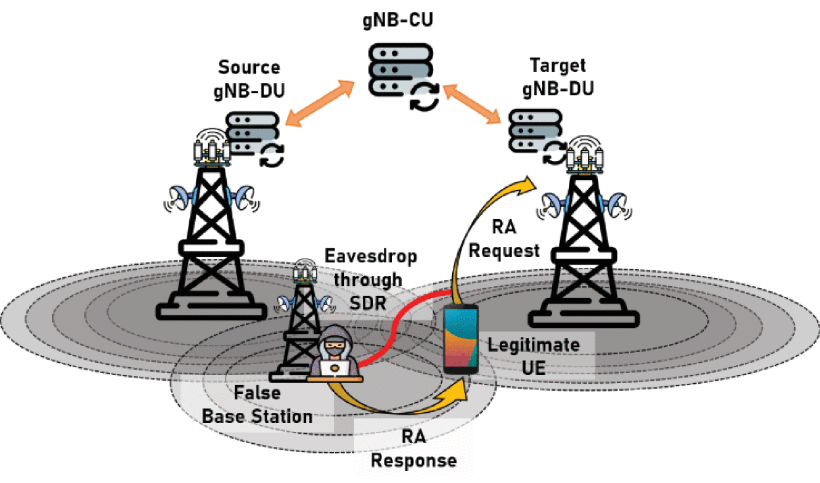 gNB-CU
Source
gNB-DU
Target
gNB-DU
RA
Request
Eavesdrop
through
SDR
Legitimate
UE
False
Base Station
RA
Response